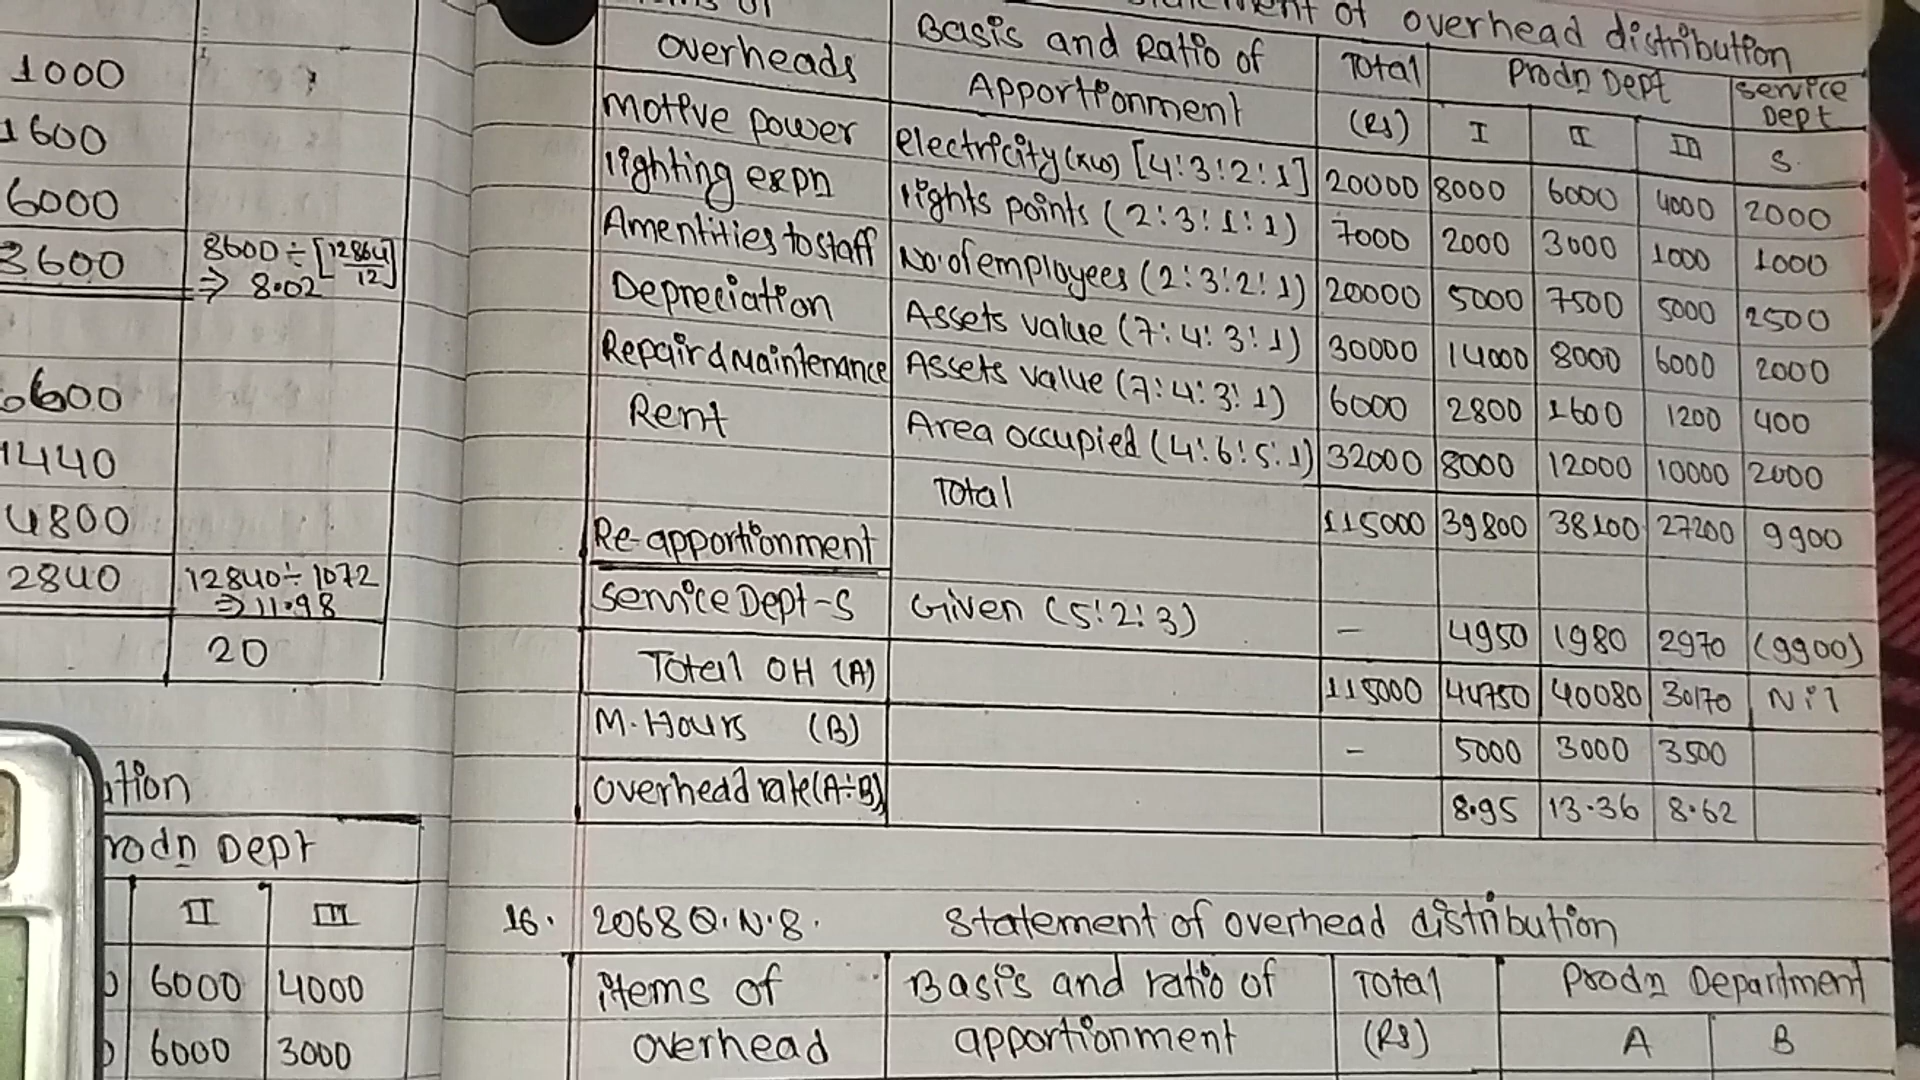 1000
1600
6000
3600 8600 ÷ [12864/12]
⇒ 8.02
600
1440
4800
2840 12840 ÷ 1072
⇒ 11.98
20
ation
rodn Dept
II III
6000 4000
6000 3000
statement of overhead distribution
overheads Basis and Ratio of Apportionment Total (Rs) Prodn Dept Service Dept
I II III S.
Motive power Electricity (kw) [4:3:2:1] 20000 8000 6000 4000 2000
lighting expn lights points (2:3:1:1) 7000 2000 3000 1000 1000
Amentities to staff No. of employees (2:3:2:1) 20000 5000 7500 5000 2500
Depreciation Assets value (7:4:3:1) 30000 14000 8000 6000 2000
Repair & Maintenance Assets value (7:4:3:1) 6000 2800 1600 1200 400
Rent Area occupied (4:6:5:1) 32000 8000 12000 10000 2000
Total 115000 39800 38100 27200 9900
Re-apportionment
Service Dept-S Given (5:2:3) - 4950 1980 2970 (9900)
Total OH (A) 115000 44750 40080 30170 Nil
M. Hours (B) - 5000 3000 3500
overhead rate (A÷B) 8.95 13.36 8.62
16. 2068 Q.N.8. Statement of overhead distribution
items of overhead Basis and ratio of apportionment Total (Rs) Prodn Department
A B